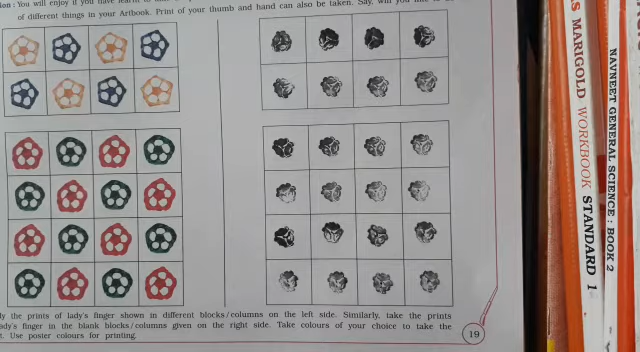 : You will enjoy if you have learnt to
of different things in your Artbook. Print of your thumb and hand can also be taken. Say, will you like to
the prints of lady's finger shown in different blocks/columns on the left side. Similarly, take the prints
lady's finger in the blank blocks/columns given on the right side. Take colours of your choice to take the
Use poster colours for printing.
19
MARIGOLD WORKBOOK STANDARD 1
NAVNEET GENERAL SCIENCE : BOOK 2